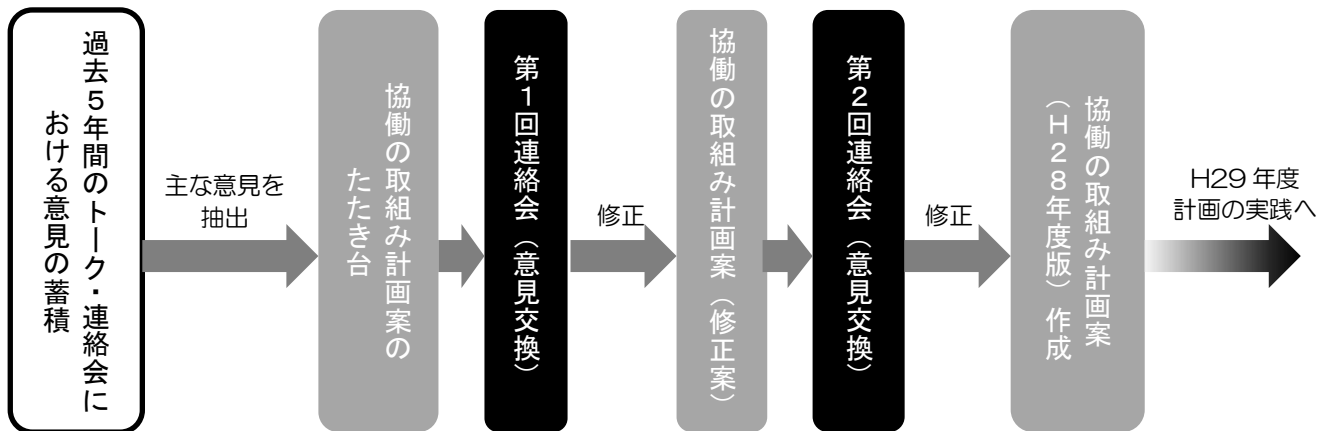 過去５年間のトーク・連絡会に
おける意見の蓄積
主な意見を
抽出
協働の取組み計画案の
たたき台
第１回連絡会（意見交換）
修正
協働の取組み計画案（修正案）
第２回連絡会（意見交換）
修正
協働の取組み計画案
（Ｈ２８年度版）作成
H29 年度
計画の実践へ